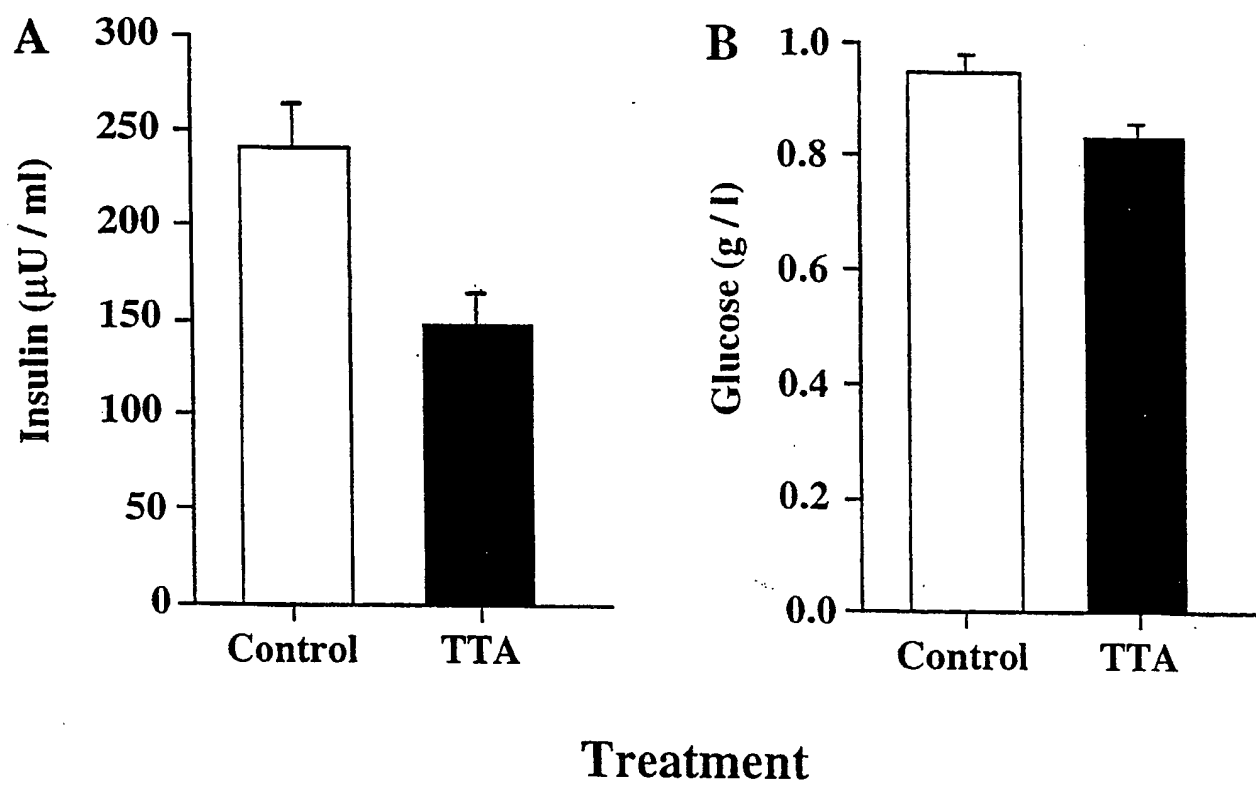 A
300
250
200
150
100
50
0
Insulin (µU / ml)
Control
TTA
B
1.0
0.8
0.6
0.4
0.2
0.0
Glucose (g / l)
Control
TTA
Treatment